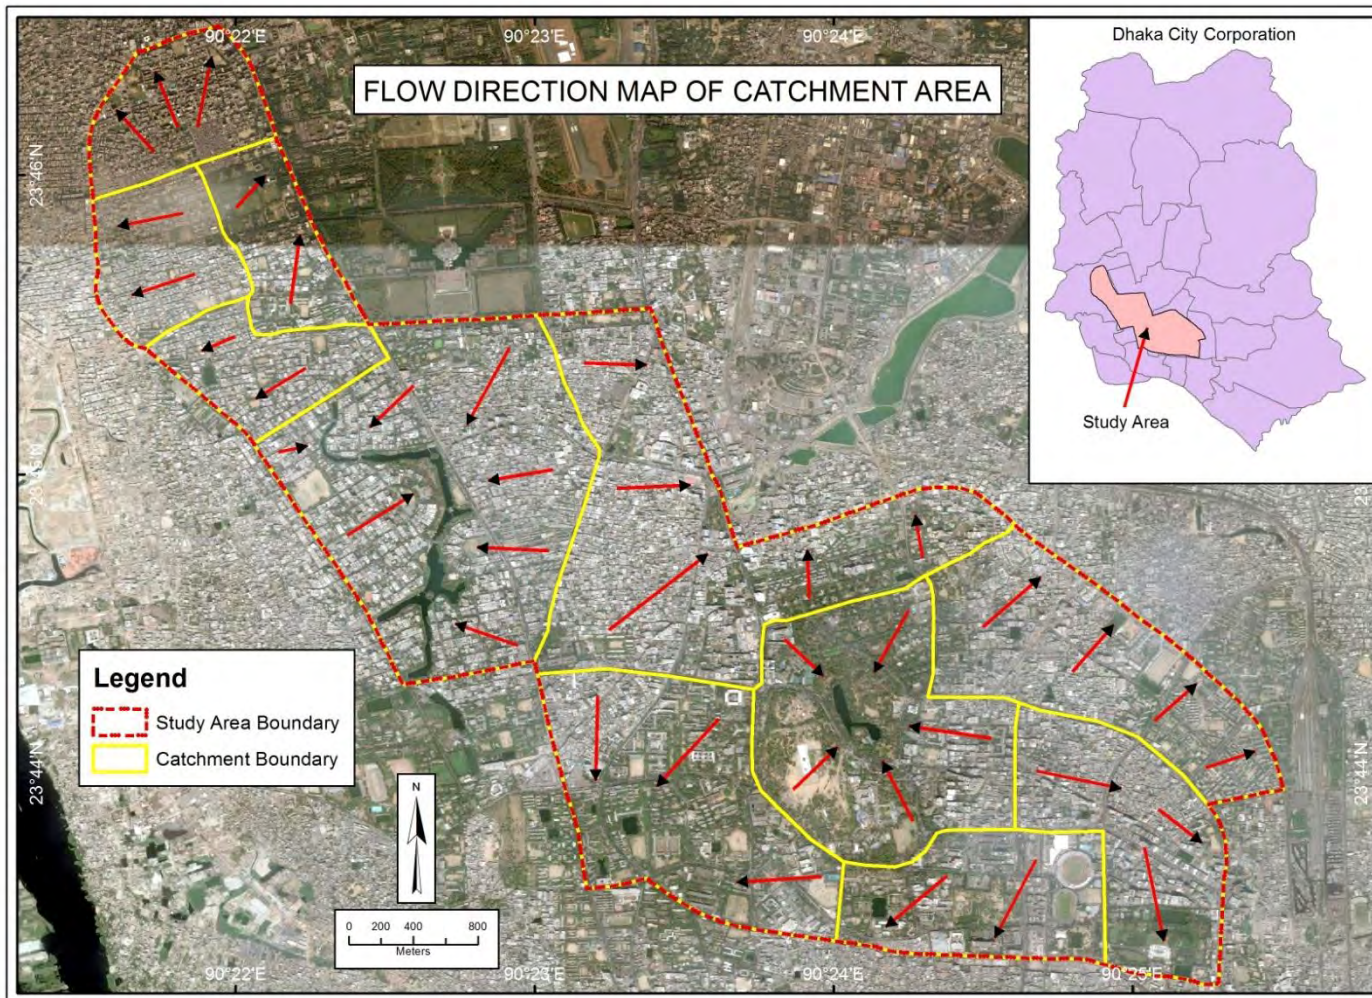 90°22'E
90°23'E
90°24'E
Dhaka City Corporation
FLOW DIRECTION MAP OF CATCHMENT AREA
23°46'N
Study Area
Legend
Study Area Boundary
Catchment Boundary
23°44'N
23°44'N
N
0 200 400 800
Meters
90°22'E
90°23'E
90°24'E
90°25'E